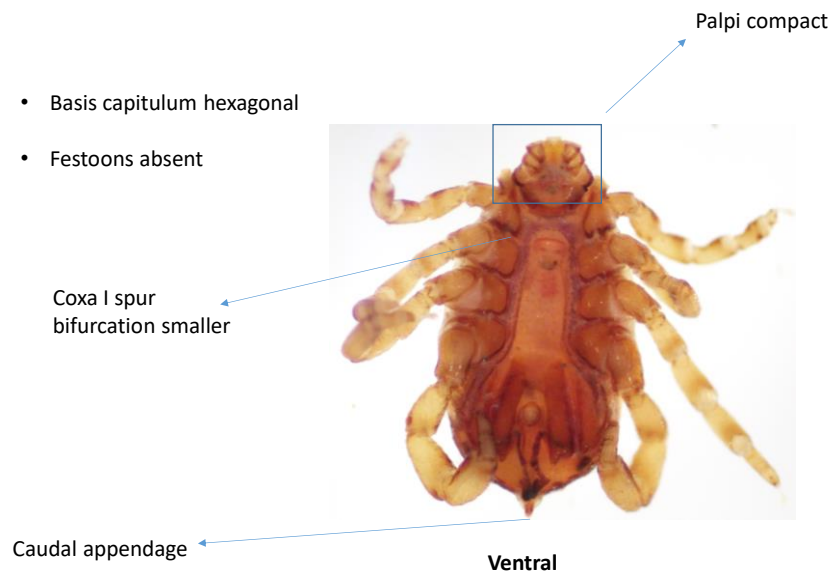 Palpi compact
• Basis capitulum hexagonal
• Festoons absent
Coxa I spur
bifurcation smaller
Caudal appendage
Ventral